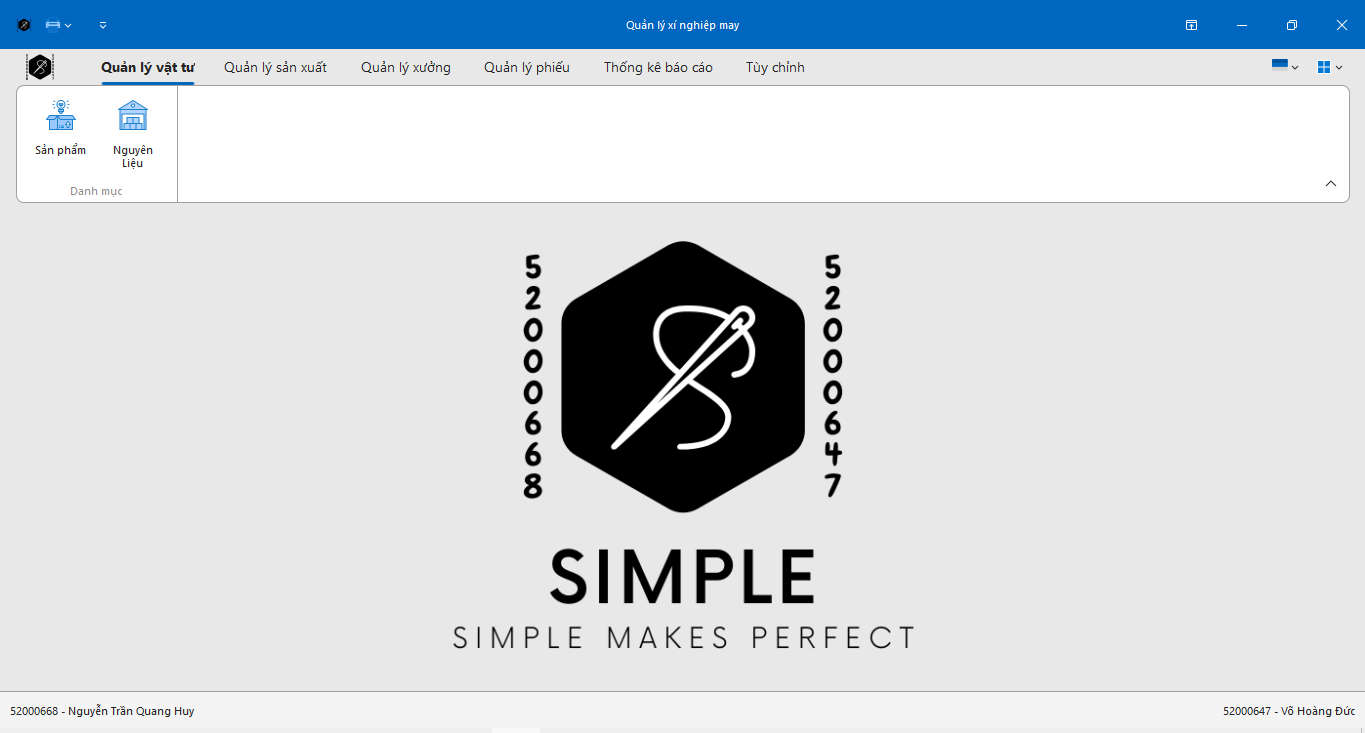 Quản lý xí nghiệp may
Quản lý vật tư Quản lý sản xuất Quản lý xưởng Quản lý phiếu Thống kê báo cáo Tùy chỉnh
Sản phẩm
Nguyên
Liệu
Danh mục
52000668
52000647
SIMPLE
SIMPLE MAKES PERFECT
52000668 - Nguyễn Trần Quang Huy
52000647 - Võ Hoàng Đức